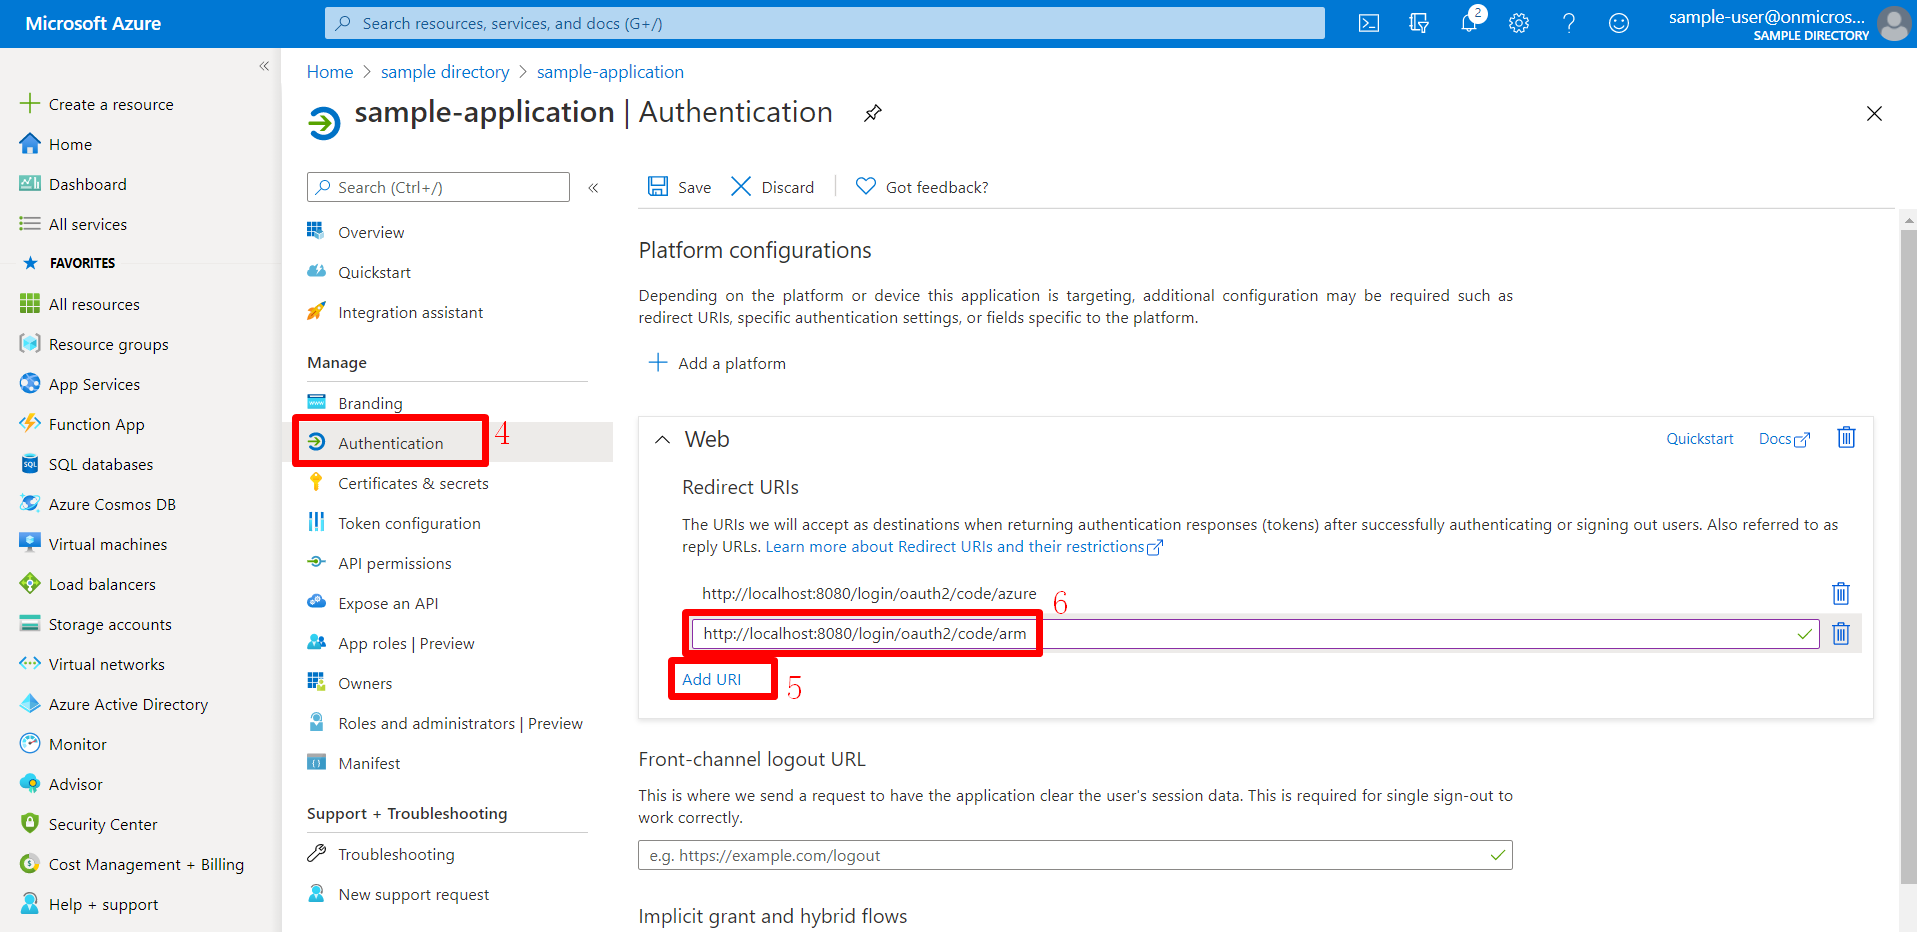 Microsoft Azure
Search resources, services, and docs (G+/)
2
sample-user@onmicros...
SAMPLE DIRECTORY
Create a resource
Home
Dashboard
All services
FAVORITES
All resources
Resource groups
App Services
Function App
SQL databases
Azure Cosmos DB
Virtual machines
Load balancers
Storage accounts
Virtual networks
Azure Active Directory
Monitor
Advisor
Security Center
Cost Management + Billing
Help + support
Home > sample directory > sample-application
sample-application | Authentication
Search (Ctrl+/)
Overview
Quickstart
Integration assistant
Manage
Branding
Authentication
4
Certificates & secrets
Token configuration
API permissions
Expose an API
App roles | Preview
Owners
Roles and administrators | Preview
Manifest
Support + Troubleshooting
Troubleshooting
New support request
Save
Discard
Got feedback?
Platform configurations
Depending on the platform or device this application is targeting, additional configuration may be required such as
redirect URIs, specific authentication settings, or fields specific to the platform.
Add a platform
Web
Quickstart
Docs
Redirect URIs
The URIs we will accept as destinations when returning authentication responses (tokens) after successfully authenticating or signing out users. Also referred to as
reply URLs. Learn more about Redirect URIs and their restrictions
http://localhost:8080/login/oauth2/code/azure
6
http://localhost:8080/login/oauth2/code/arm
Add URI
5
Front-channel logout URL
This is where we send a request to have the application clear the user's session data. This is required for single sign-out to
work correctly.
e.g. https://example.com/logout
Implicit grant and hybrid flows